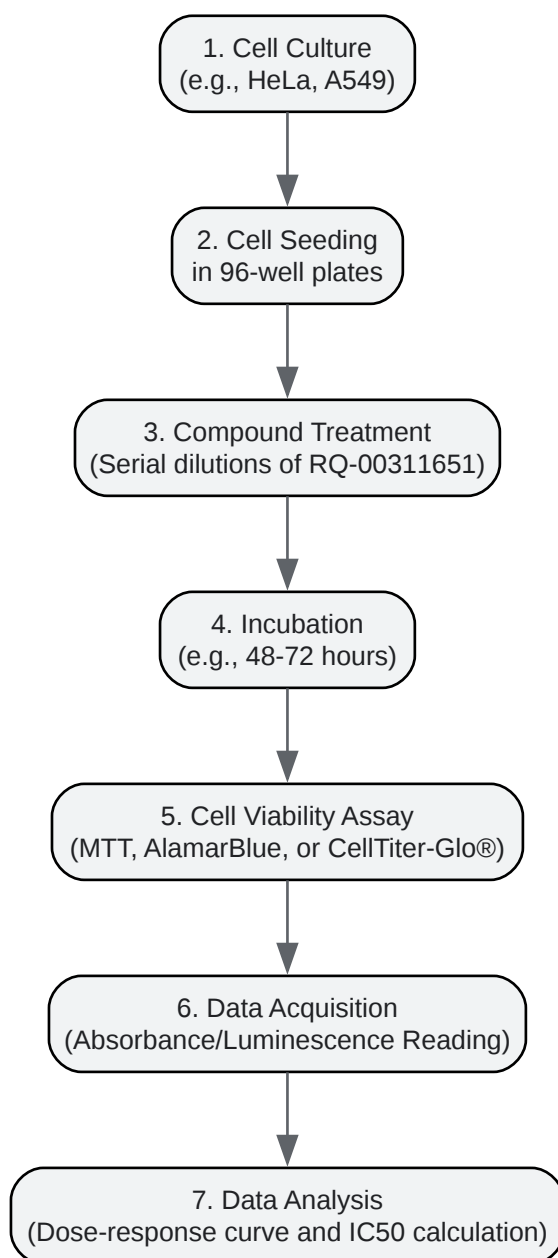 1. Cell Culture
(e.g., HeLa, A549)
2. Cell Seeding
in 96-well plates
3. Compound Treatment
(Serial dilutions of RQ-00311651)
4. Incubation
(e.g., 48-72 hours)
5. Cell Viability Assay
(MTT, AlamarBlue, or CellTiter-Glo®)
6. Data Acquisition
(Absorbance/Luminescence Reading)
7. Data Analysis
(Dose-response curve and IC50 calculation)